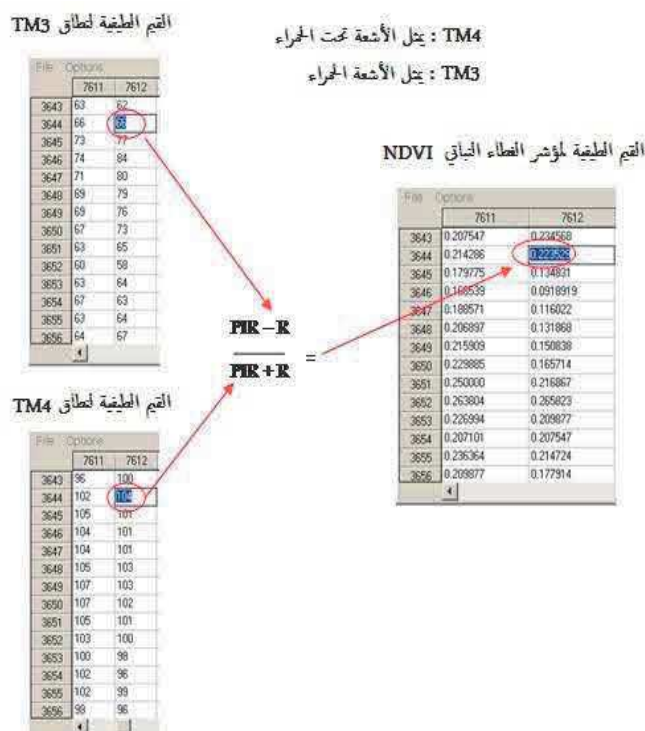 القيم الطيفية لنطاق TM3
TM4 : يمثل الأشعة تحت الحمراء
TM3 : يمثل الأشعة الحمراء
File Options
7611 7612
3643 63 62
3644 66 66
3645 73 77
3646 74 84
3647 71 80
3648 69 79
3649 69 76
3650 67 73
3651 63 65
3652 60 58
3653 63 64
3654 67 63
3655 63 64
3656 64 67
القيم الطيفية لمؤشر الغطاء النباتي NDVI
File Options
7611 7612
3643 0.207547 0.234568
3644 0.214286 0.223529
3645 0.179775 0.134831
3646 0.168539 0.0918919
3647 0.188571 0.116022
3648 0.206897 0.131868
3649 0.215909 0.150838
3650 0.229885 0.165714
3651 0.250000 0.216867
3652 0.263804 0.265823
3653 0.226994 0.209877
3654 0.207101 0.207547
3655 0.236364 0.214724
3656 0.209877 0.177914
PIR – R
PIR + R
=
القيم الطيفية لنطاق TM4
File Options
7611 7612
3643 96 100
3644 102 104
3645 105 101
3646 104 101
3647 104 101
3648 105 103
3649 107 103
3650 107 102
3651 105 101
3652 103 100
3653 100 98
3654 102 96
3655 102 99
3656 98 96